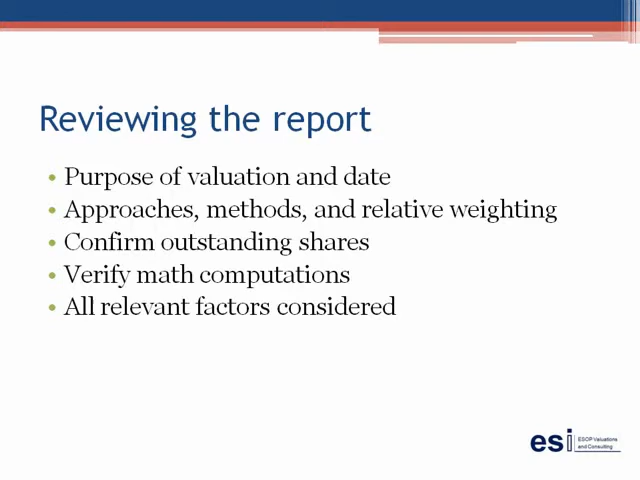 Reviewing the report
• Purpose of valuation and date
• Approaches, methods, and relative weighting
• Confirm outstanding shares
• Verify math computations
• All relevant factors considered
esi
ESOP Valuations
and Consulting